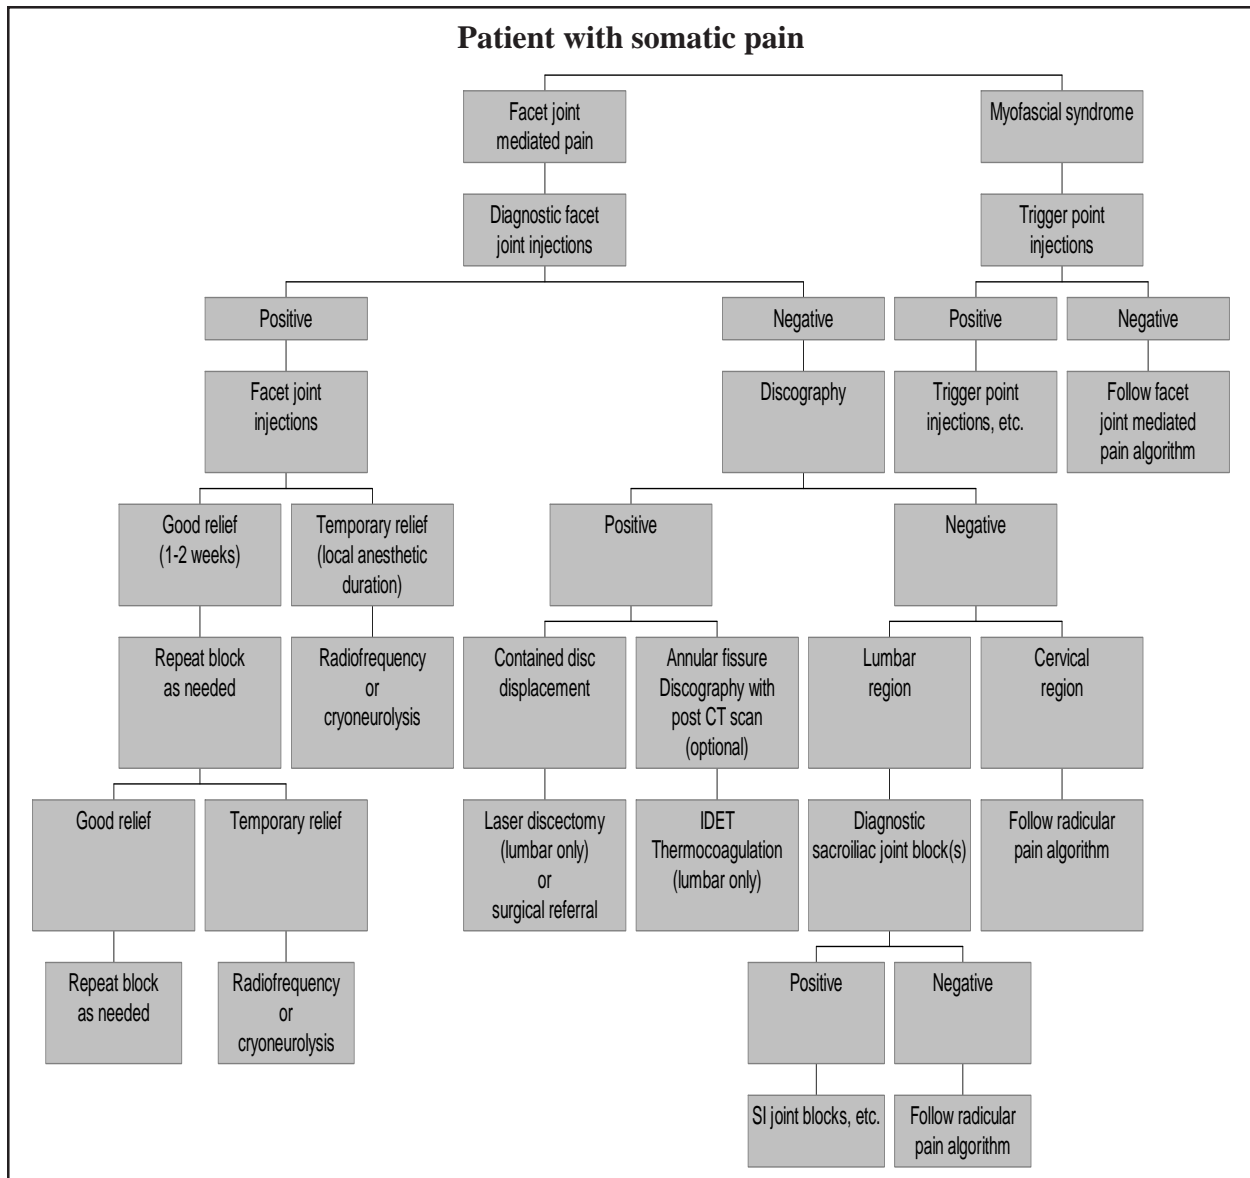 Patient with somatic pain
Facet joint
mediated pain
Myofascial syndrome
Diagnostic facet
joint injections
Trigger point
injections
Positive
Negative
Positive
Negative
Facet joint
injections
Discography
Trigger point
injections, etc.
Follow facet
joint mediated
pain algorithm
Good relief
(1-2 weeks)
Temporary relief
(local anesthetic
duration)
Positive
Negative
Repeat block
as needed
Radiofrequency
or
cryoneurolysis
Contained disc
displacement
Annular fissure
Discography with
post CT scan
(optional)
Lumbar
region
Cervical
region
Good relief
Temporary relief
Laser discectomy
(lumbar only)
or
surgical referral
IDET
Thermocoagulation
(lumbar only)
Diagnostic
sacroiliac joint block(s)
Follow radicular
pain algorithm
Repeat block
as needed
Radiofrequency
or
cryoneurolysis
Positive
Negative
SI joint blocks, etc.
Follow radicular
pain algorithm